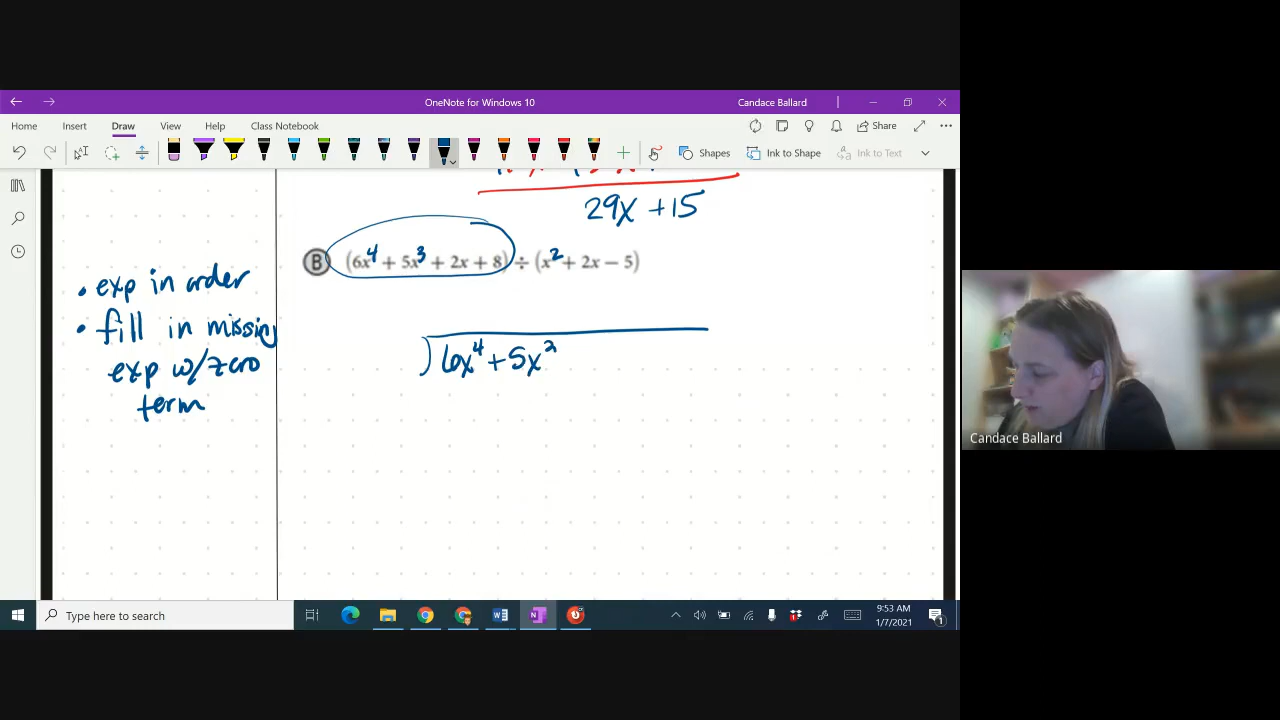 OneNote for Windows 10
Candace Ballard
Home Insert Draw View Help Class Notebook
Share
Shapes
Ink to Shape
Ink to Text
29x + 15
B (6x⁴ + 5x³ + 2x + 8) ÷ (x² + 2x − 5)
• exp in order
• fill in missing
exp w/zero
term
6x⁴ + 5x²
Candace Ballard
Type here to search
9:53 AM
1/7/2021
1